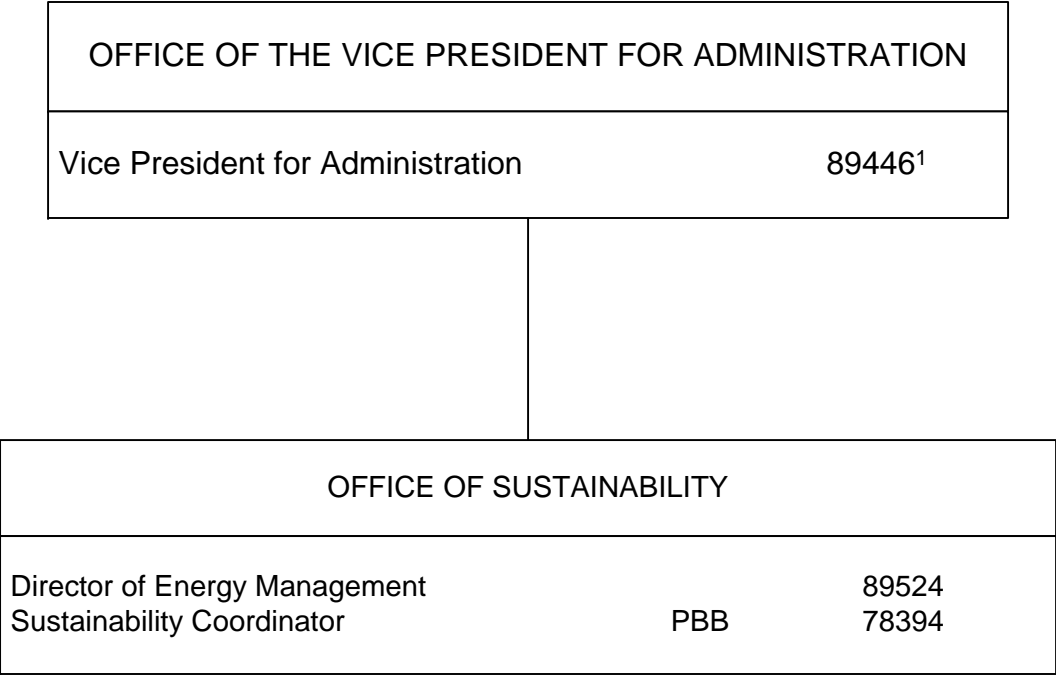 OFFICE OF THE VICE PRESIDENT FOR ADMINISTRATION
Vice President for Administration 89446¹
OFFICE OF SUSTAINABILITY
Director of Energy Management 89524
Sustainability Coordinator PBB 78394